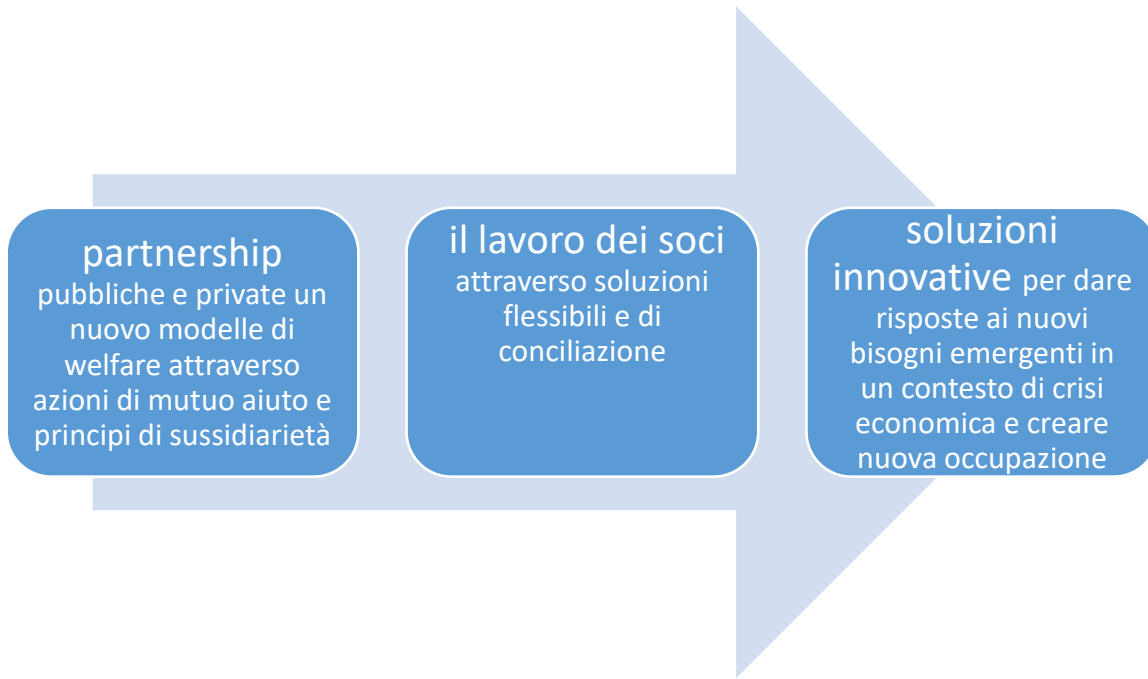 partnership
pubbliche e private un
nuovo modelle di
welfare attraverso
azioni di mutuo aiuto e
principi di sussidiarietà
il lavoro dei soci
attraverso soluzioni
flessibili e di
conciliazione
soluzioni
innovative per dare
risposte ai nuovi
bisogni emergenti in
un contesto di crisi
economica e creare
nuova occupazione